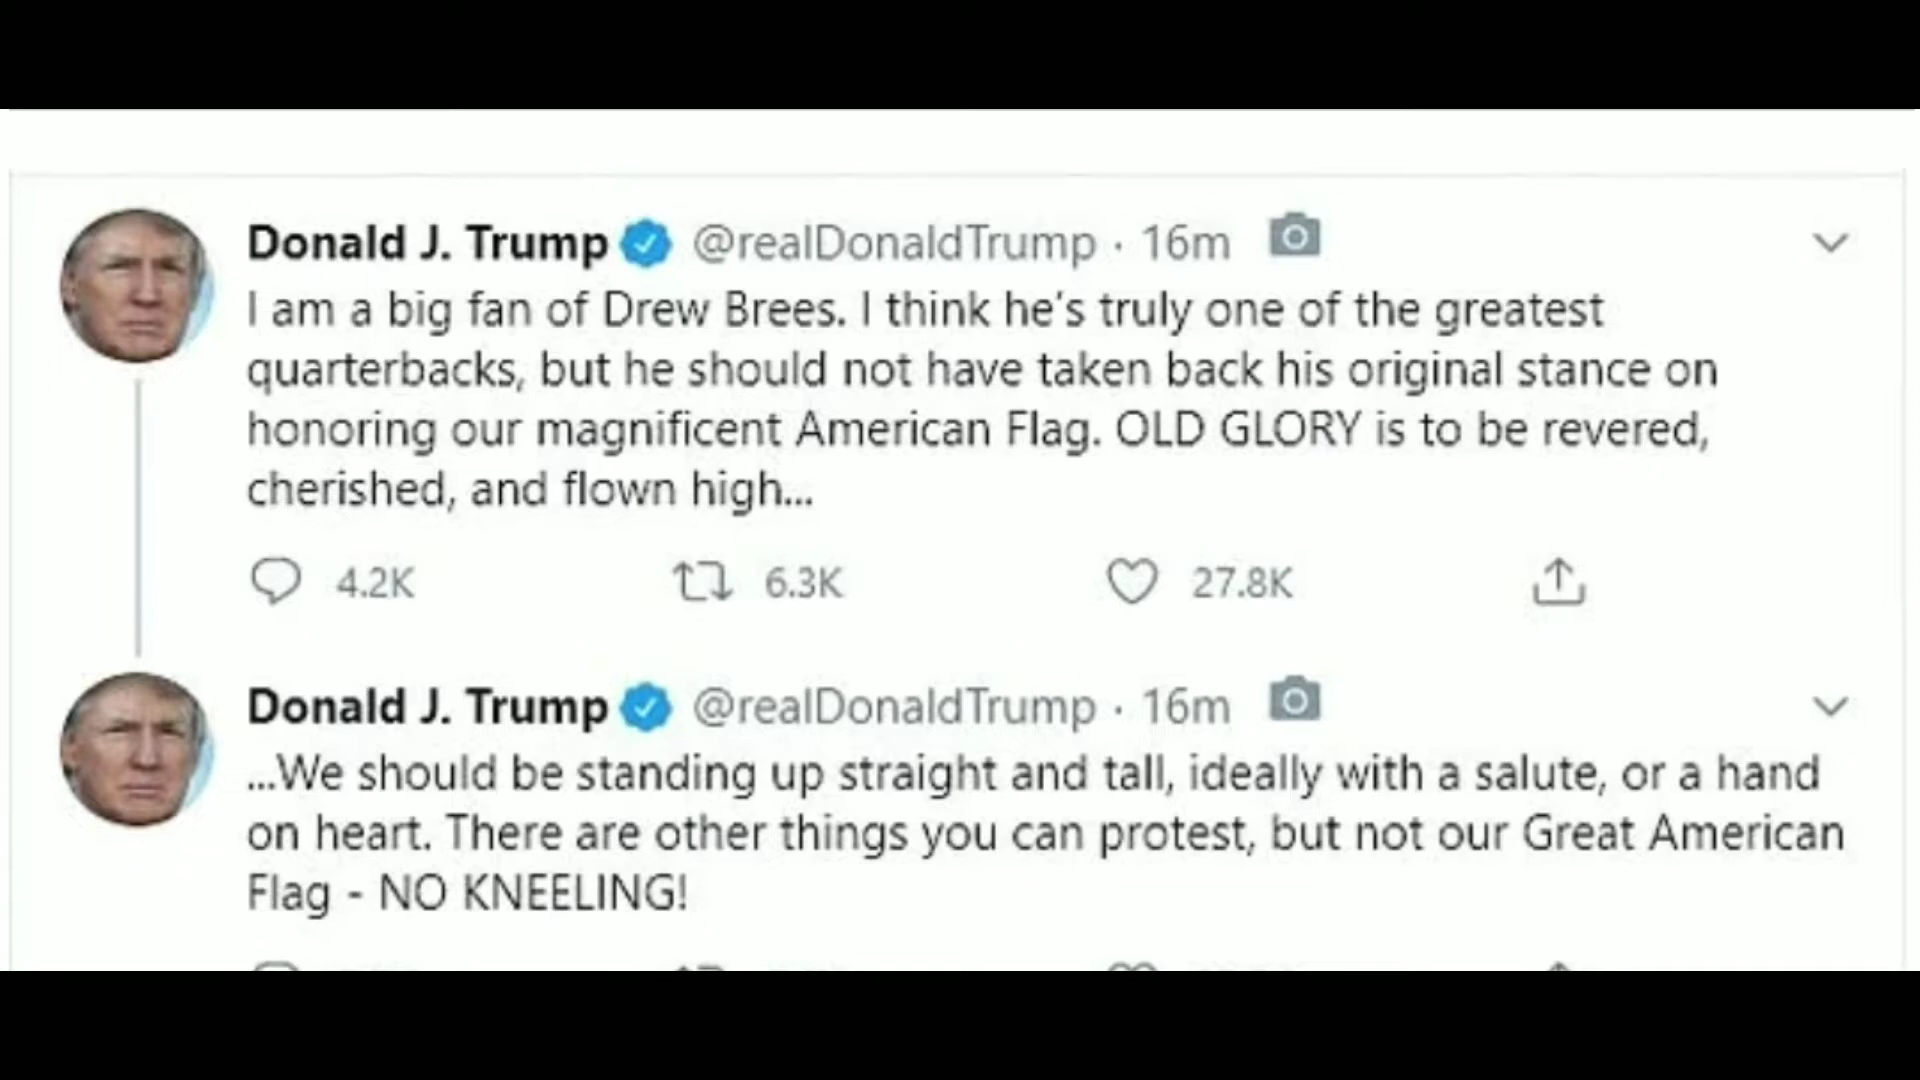 Donald J. Trump @realDonaldTrump · 16m
I am a big fan of Drew Brees. I think he's truly one of the greatest
quarterbacks, but he should not have taken back his original stance on
honoring our magnificent American Flag. OLD GLORY is to be revered,
cherished, and flown high...
4.2K 6.3K 27.8K
Donald J. Trump @realDonaldTrump · 16m
...We should be standing up straight and tall, ideally with a salute, or a hand
on heart. There are other things you can protest, but not our Great American
Flag - NO KNEELING!